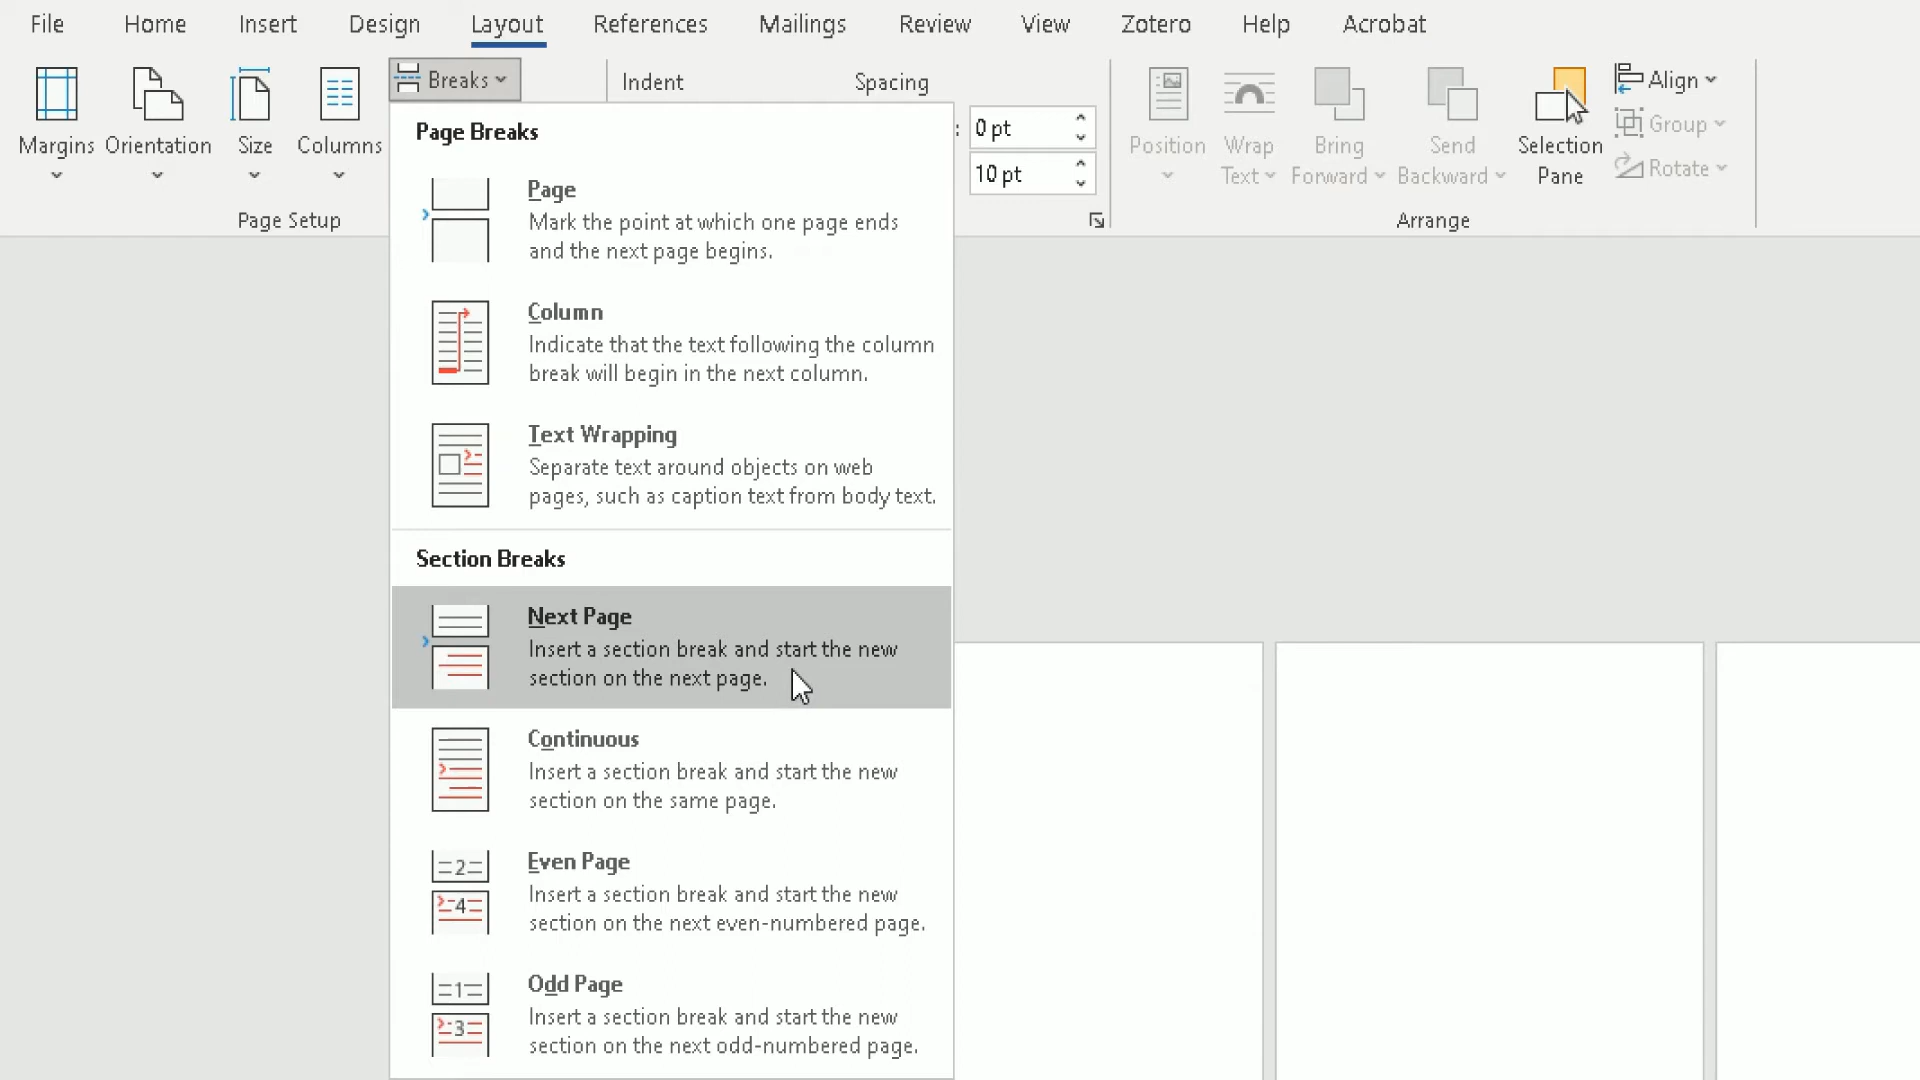 File Home Insert Design Layout References Mailings Review View Zotero Help Acrobat
Breaks Indent Spacing
Margins Orientation Size Columns
Page Setup
: 0 pt
10 pt
Position
Wrap
Text
Bring
Forward
Send
Backward
Selection
Pane
Align
Group
Rotate
Arrange
Page Breaks
Page
Mark the point at which one page ends
and the next page begins.
Column
Indicate that the text following the column
break will begin in the next column.
Text Wrapping
Separate text around objects on web
pages, such as caption text from body text.
Section Breaks
Next Page
Insert a section break and start the new
section on the next page.
Continuous
Insert a section break and start the new
section on the same page.
=2=
4
Even Page
Insert a section break and start the new
section on the next even-numbered page.
=1=
3
Odd Page
Insert a section break and start the new
section on the next odd-numbered page.